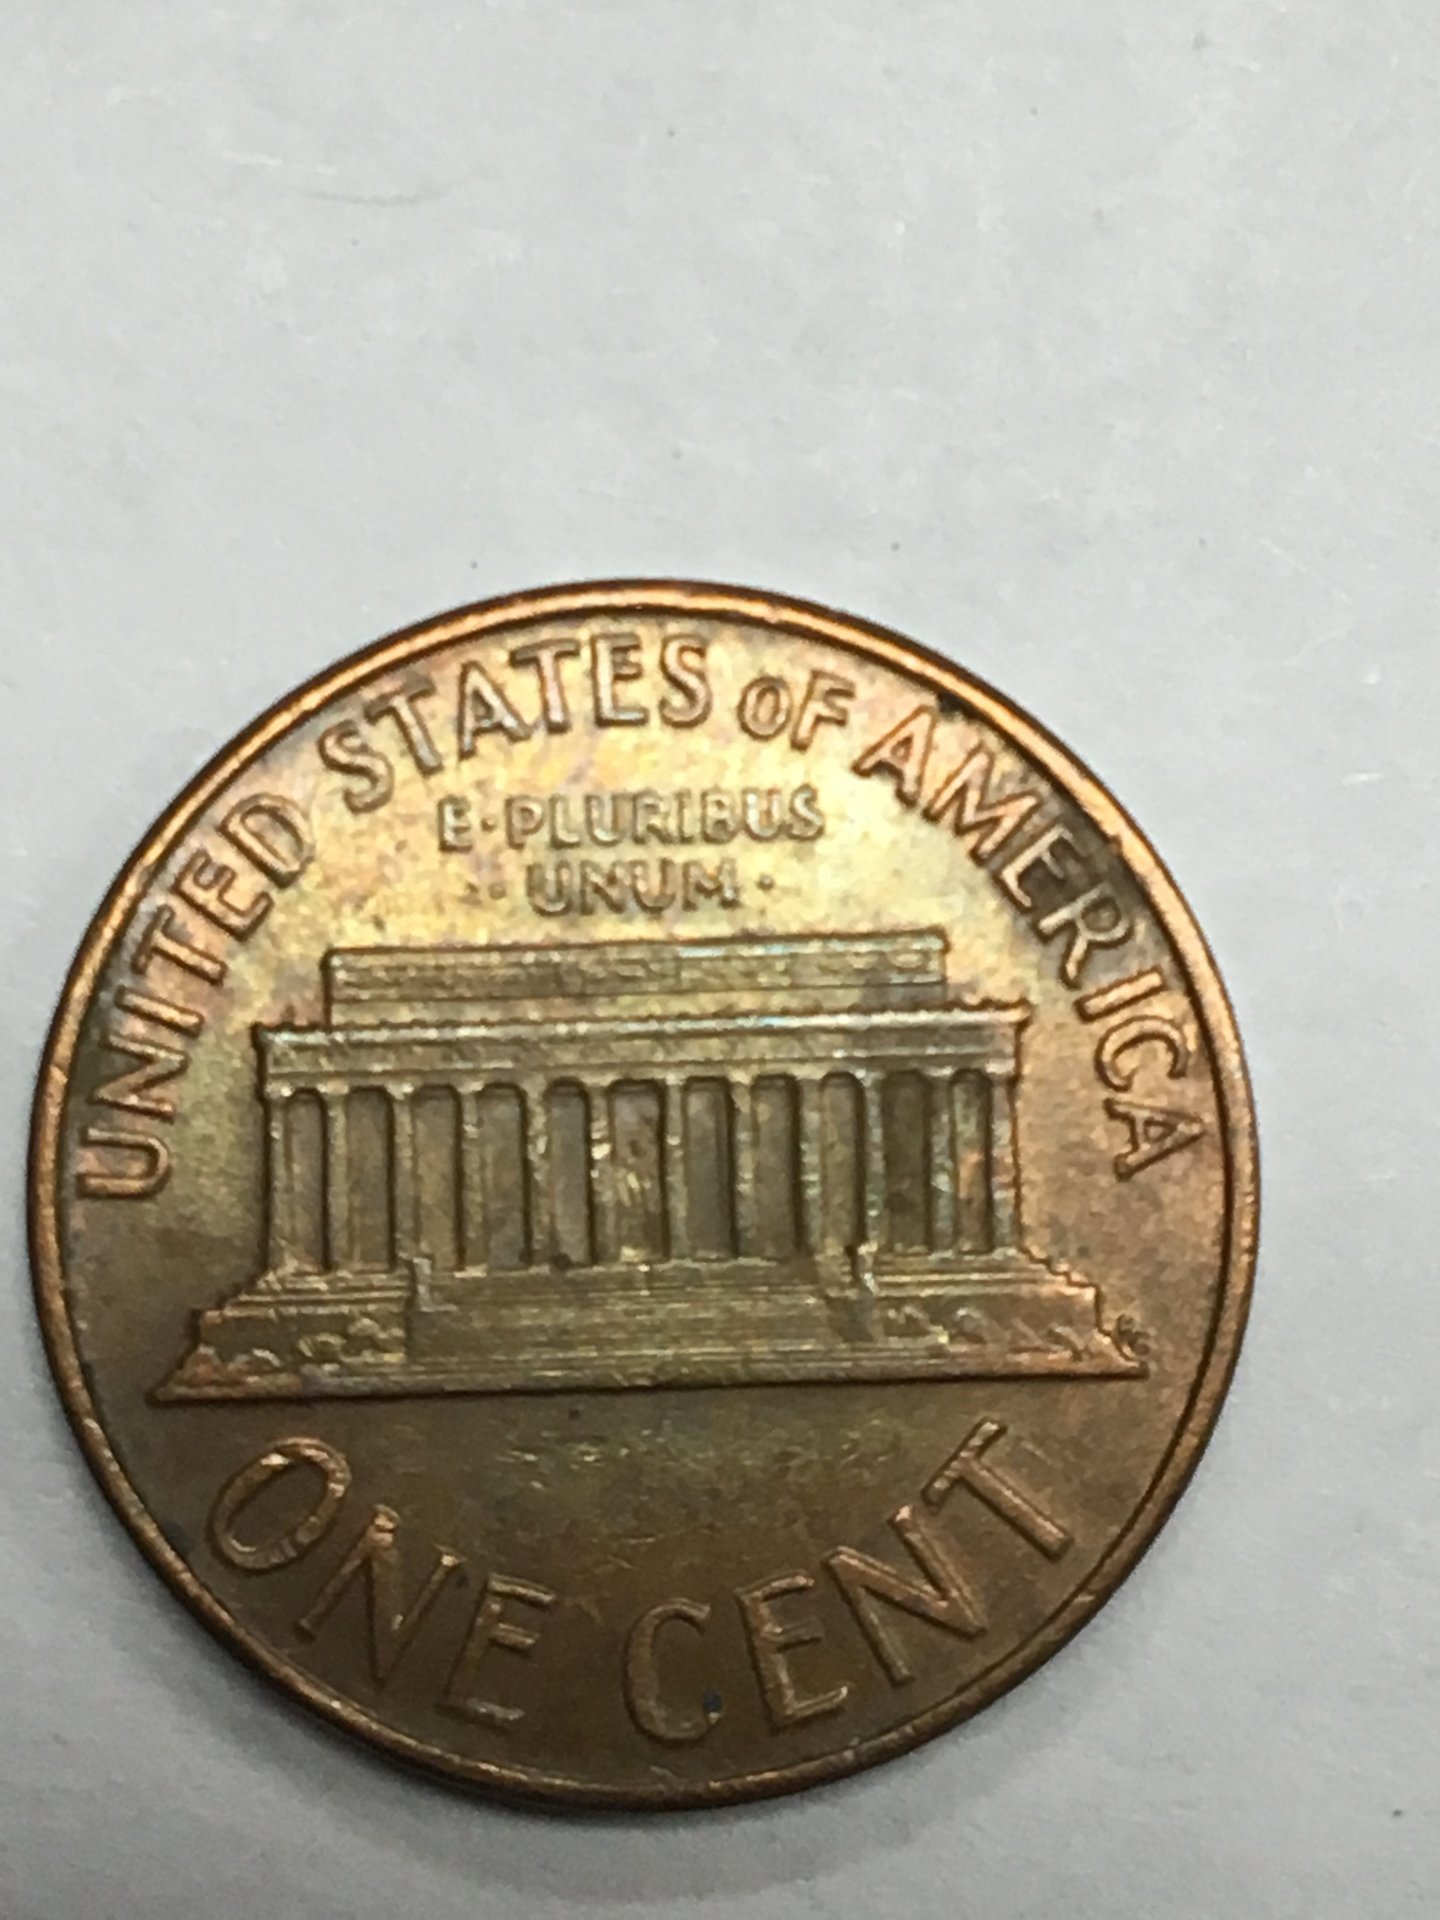 UNITED STATES OF AMERICA
E·PLURIBUS
·UNUM·
ONE CENT